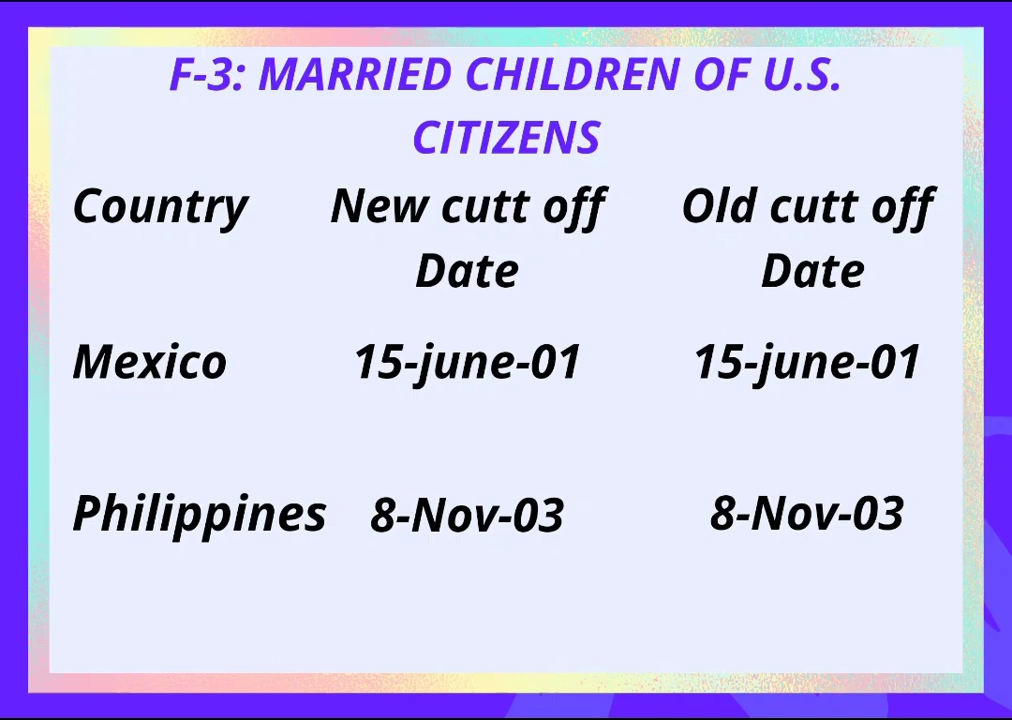 F-3: MARRIED CHILDREN OF U.S.
CITIZENS
Country New cutt off Old cutt off
Date Date
Mexico 15-june-01 15-june-01
Philippines 8-Nov-03 8-Nov-03